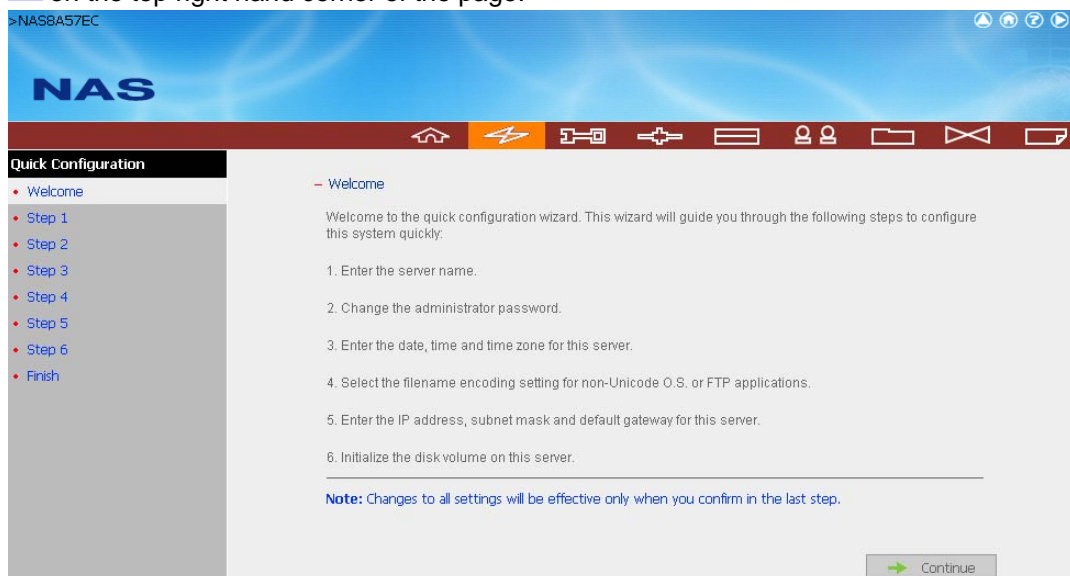 on the top right hand corner of the page.
>NAS8A57EC
NAS
Quick Configuration
Welcome
Step 1
Step 2
Step 3
Step 4
Step 5
Step 6
Finish
– Welcome
Welcome to the quick configuration wizard. This wizard will guide you through the following steps to configure
this system quickly:
1. Enter the server name.
2. Change the administrator password.
3. Enter the date, time and time zone for this server.
4. Select the filename encoding setting for non-Unicode O.S. or FTP applications.
5. Enter the IP address, subnet mask and default gateway for this server.
6. Initialize the disk volume on this server.
Note: Changes to all settings will be effective only when you confirm in the last step.
Continue